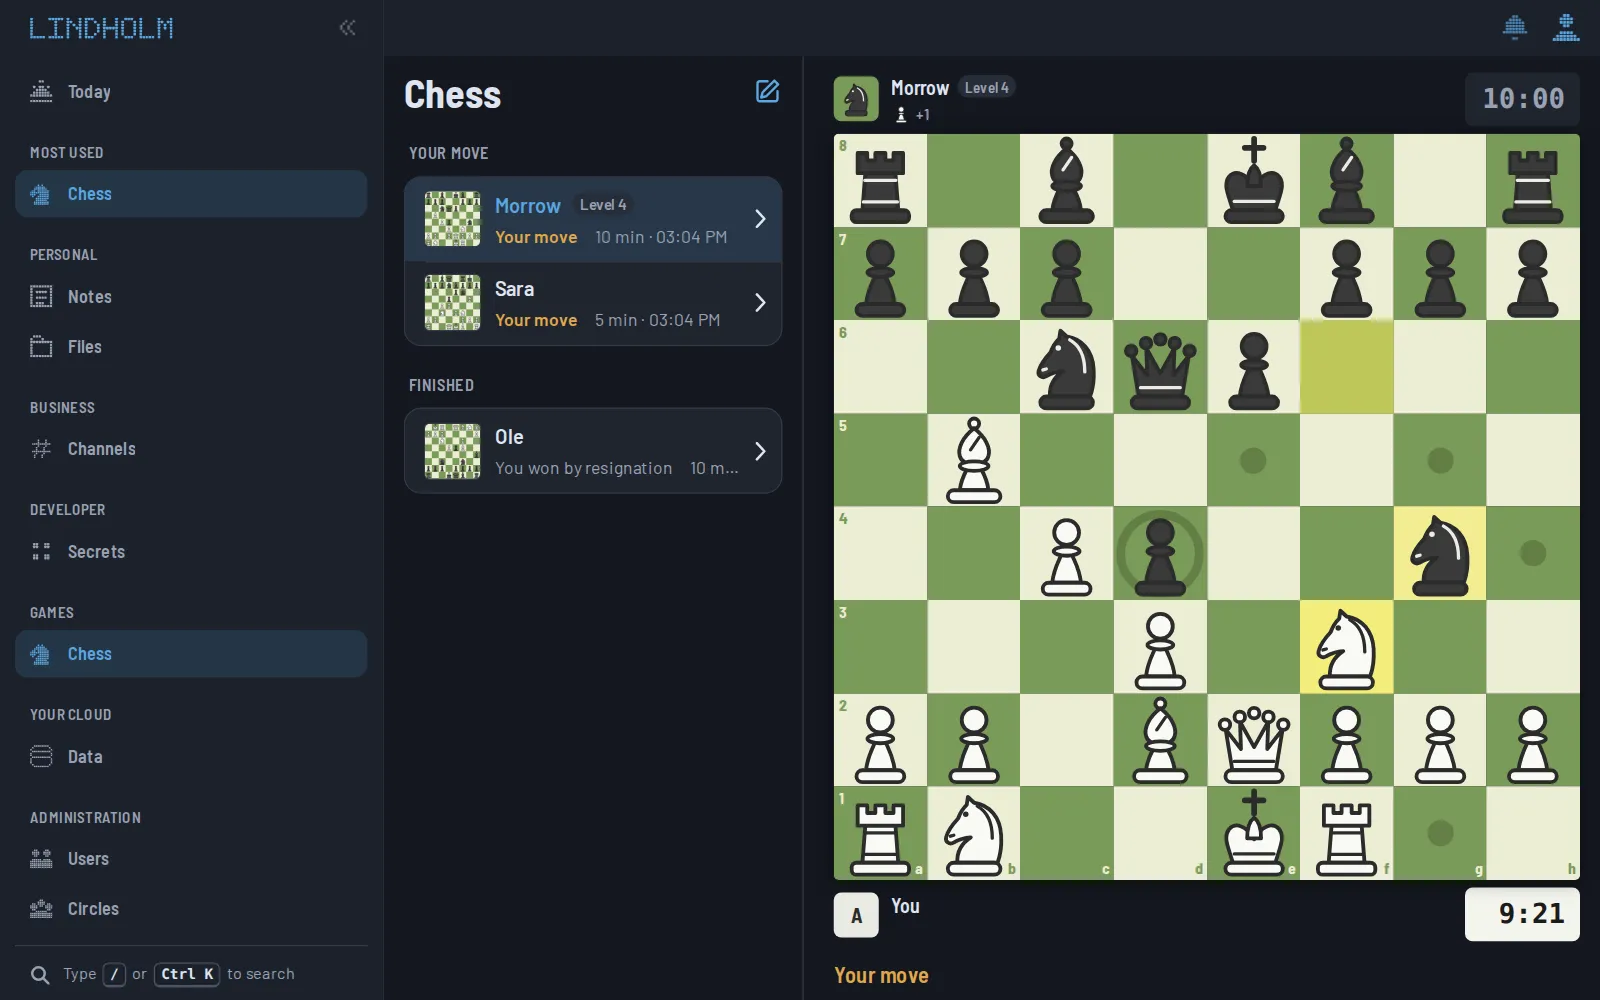 LINDHOLM
Today
MOST USED
Chess
PERSONAL
Notes
Files
BUSINESS
Channels
DEVELOPER
Secrets
GAMES
Chess
YOUR CLOUD
Data
ADMINISTRATION
Users
Circles
Type / or Ctrl K to search
Chess
YOUR MOVE
Morrow Level 4
Your move 10 min · 03:04 PM
Sara
Your move 5 min · 03:04 PM
FINISHED
Ole
You won by resignation 10 m...
Morrow Level 4
+1
10:00
8
7
6
5
4
3
2
1
a b c d e f g h
A You
9:21
Your move